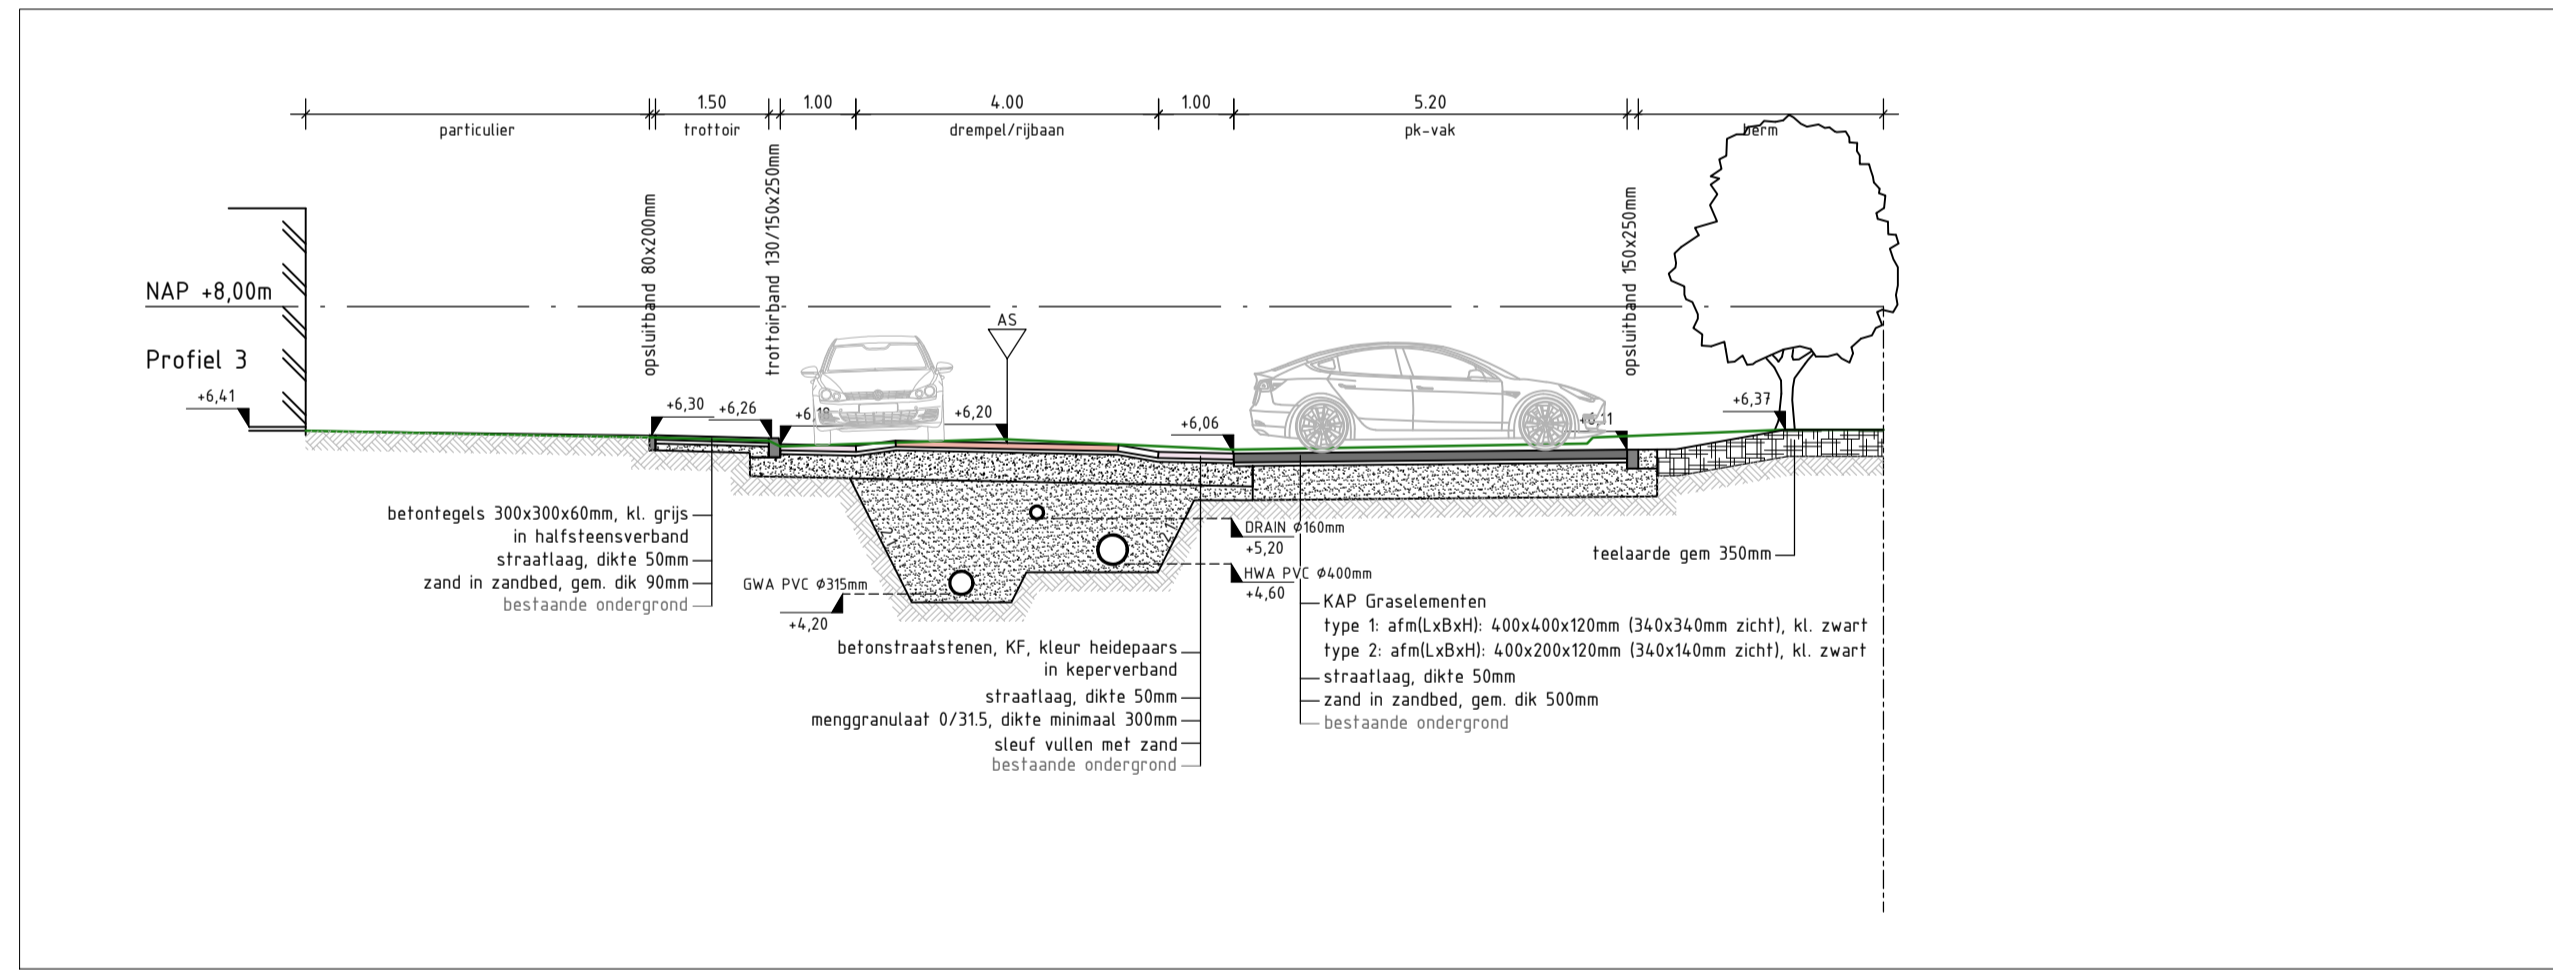 1.50
1.00
4.00
1.00
5.20
particulier
trottoir
drempel/rijbaan
pk-vak
berm
opsluitband 80x200mm
trottoirband 130/150x250mm
opsluitband 150x250mm
NAP +8,00m
AS
Profiel 3
+6,41
+6,30
+6,26
+6,18
+6,20
+6,06
+6,11
+6,37
betontegels 300x300x60mm, kl. grijs
in halfsteensverband
straatlaag, dikte 50mm
zand in zandbed, gem. dik 90mm
bestaande ondergrond
GWA PVC Ø315mm
+4,20
DRAIN Ø160mm
+5,20
HWA PVC Ø400mm
+4,60
teelaarde gem 350mm
betonstraatstenen, KF, kleur heidepaars
in keperverband
straatlaag, dikte 50mm
menggranulaat 0/31.5, dikte minimaal 300mm
sleuf vullen met zand
bestaande ondergrond
KAP Graselementen
type 1: afm(LxBxH): 400x400x120mm (340x340mm zicht), kl. zwart
type 2: afm(LxBxH): 400x200x120mm (340x140mm zicht), kl. zwart
straatlaag, dikte 50mm
zand in zandbed, gem. dik 500mm
bestaande ondergrond